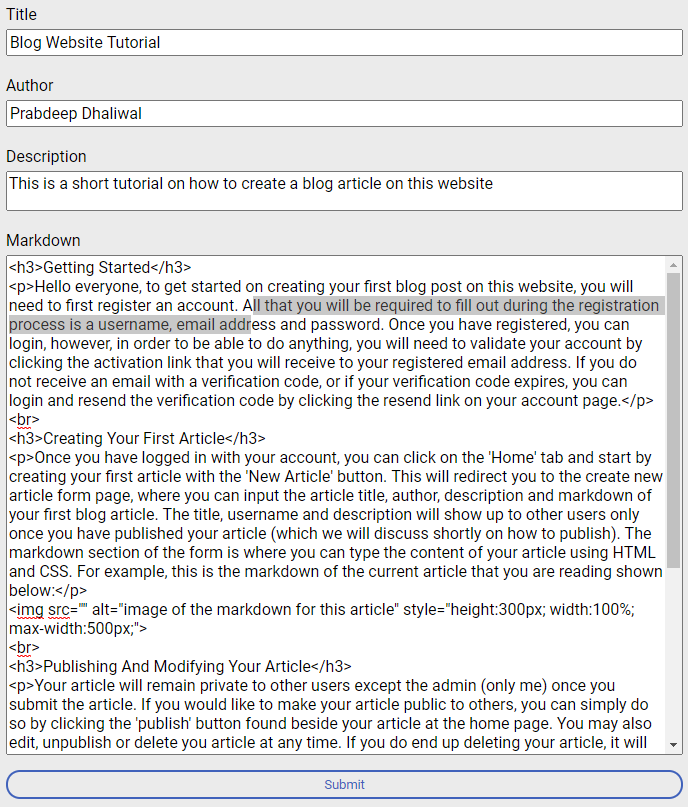 Title
Blog Website Tutorial
Author
Prabdeep Dhaliwal
Description
This is a short tutorial on how to create a blog article on this website
Markdown
<h3>Getting Started</h3>
<p>Hello everyone, to get started on creating your first blog post on this website, you will
need to first register an account. All that you will be required to fill out during the registration
process is a username, email address and password. Once you have registered, you can
login, however, in order to be able to do anything, you will need to validate your account by
clicking the activation link that you will receive to your registered email address. If you do
not receive an email with a verification code, or if your verification code expires, you can
login and resend the verification code by clicking the resend link on your account page.</p>
<br>
<h3>Creating Your First Article</h3>
<p>Once you have logged in with your account, you can click on the 'Home' tab and start by
creating your first article with the 'New Article' button. This will redirect you to the create new
article form page, where you can input the article title, author, description and markdown of
your first blog article. The title, username and description will show up to other users only
once you have published your article (which we will discuss shortly on how to publish). The
markdown section of the form is where you can type the content of your article using HTML
and CSS. For example, this is the markdown of the current article that you are reading shown
below:</p>
<img src="" alt="image of the markdown for this article" style="height:300px; width:100%;
max-width:500px;">
<br>
<h3>Publishing And Modifying Your Article</h3>
<p>Your article will remain private to other users except the admin (only me) once you
submit the article. If you would like to make your article public to others, you can simply do
so by clicking the 'publish' button found beside your article at the home page. You may also
edit, unpublish or delete you article at any time. If you do end up deleting your article, it will
Submit